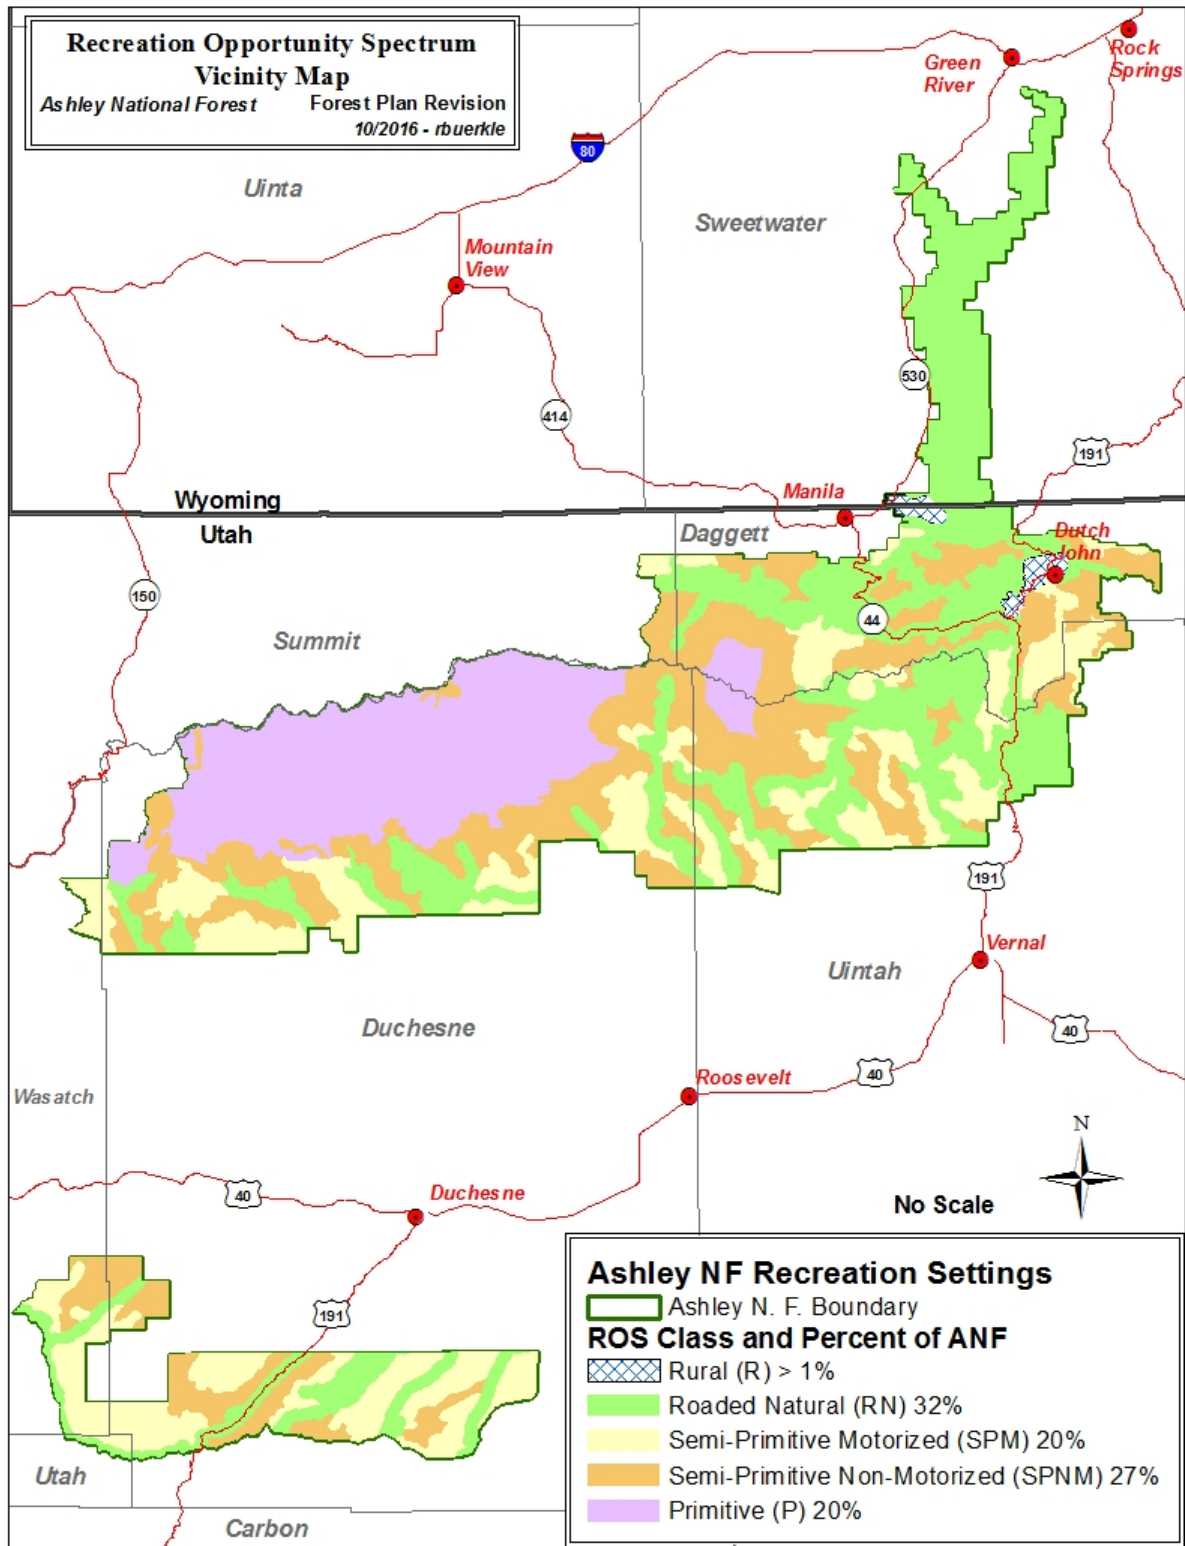 Recreation Opportunity Spectrum
Vicinity Map
Ashley National Forest Forest Plan Revision
10/2016 - rbuerkle
Rock
Springs
Green
River
80
Uinta
Sweetwater
Mountain
View
530
414
191
Manila
Wyoming
Utah
Daggett
Dutch
John
150
44
Summit
191
Vernal
Uintah
Duchesne
40
40
Roosevelt
Wasatch
N
40
Duchesne
No Scale
191
Utah
Carbon
Ashley NF Recreation Settings
Ashley N. F. Boundary
ROS Class and Percent of ANF
Rural (R) > 1%
Roaded Natural (RN) 32%
Semi-Primitive Motorized (SPM) 20%
Semi-Primitive Non-Motorized (SPNM) 27%
Primitive (P) 20%